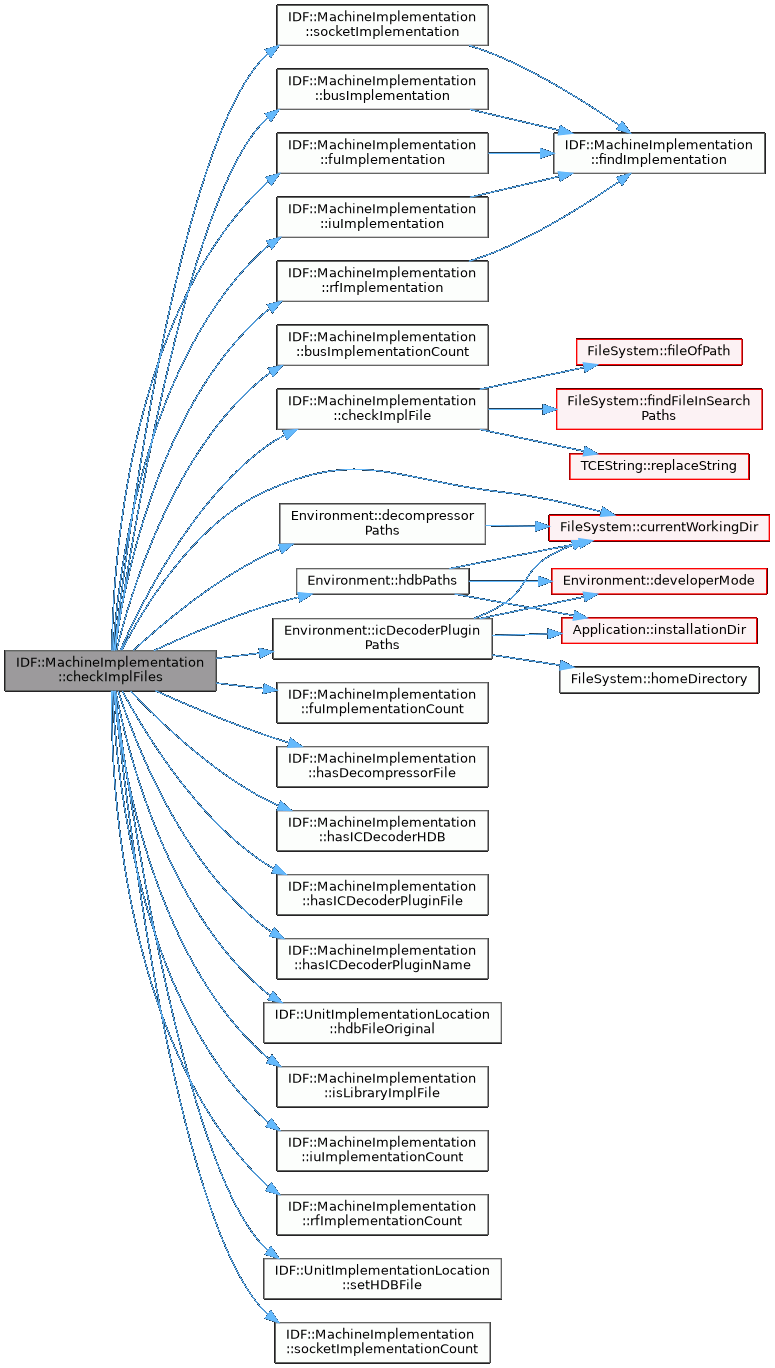 IDF::MachineImplementation
::socketImplementation
IDF::MachineImplementation
::busImplementation
IDF::MachineImplementation
::fuImplementation
IDF::MachineImplementation
::findImplementation
IDF::MachineImplementation
::iuImplementation
IDF::MachineImplementation
::rfImplementation
IDF::MachineImplementation
::busImplementationCount
FileSystem::fileOfPath
IDF::MachineImplementation
::checkImplFile
FileSystem::findFileInSearch
Paths
TCEString::replaceString
Environment::decompressor
Paths
FileSystem::currentWorkingDir
Environment::hdbPaths
Environment::developerMode
Environment::icDecoderPlugin
Paths
Application::installationDir
IDF::MachineImplementation
::checkImplFiles
FileSystem::homeDirectory
IDF::MachineImplementation
::fuImplementationCount
IDF::MachineImplementation
::hasDecompressorFile
IDF::MachineImplementation
::hasICDecoderHDB
IDF::MachineImplementation
::hasICDecoderPluginFile
IDF::MachineImplementation
::hasICDecoderPluginName
IDF::UnitImplementationLocation
::hdbFileOriginal
IDF::MachineImplementation
::isLibraryImplFile
IDF::MachineImplementation
::iuImplementationCount
IDF::MachineImplementation
::rfImplementationCount
IDF::UnitImplementationLocation
::setHDBFile
IDF::MachineImplementation
::socketImplementationCount